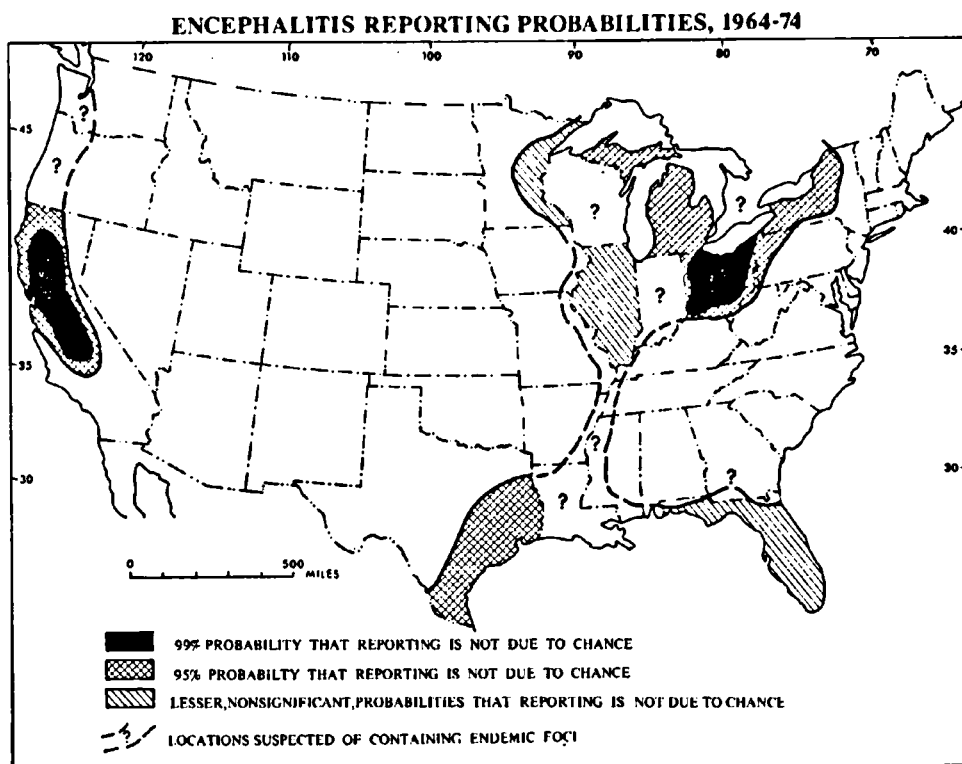 ENCEPHALITIS REPORTING PROBABILITIES, 1964-74
120 110 100 90 80 70
45
?
?
?
?
40
?
35 35
?
30 ? ? 30
0 500 MILES
99% PROBABILITY THAT REPORTING IS NOT DUE TO CHANCE
95% PROBABILTY THAT REPORTING IS NOT DUE TO CHANCE
LESSER, NONSIGNIFICANT, PROBABILITIES THAT REPORTING IS NOT DUE TO CHANCE
? LOCATIONS SUSPECTED OF CONTAINING ENDEMIC FOCI